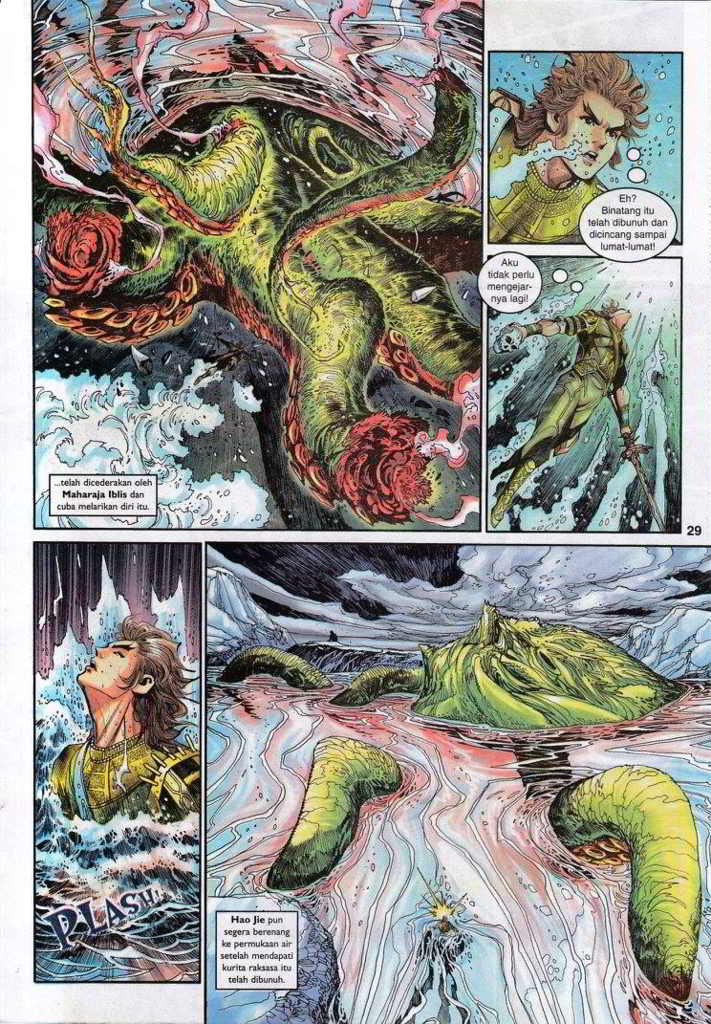 ...telah dicederakan oleh
Maharaja Iblis dan
cuba melarikan diri itu.
Eh?
Binatang itu
telah dibunuh dan
dicincang sampai
lumat-lumat!
Aku
tidak perlu
mengejar-
nya lagi!
29
PLASH!
Hao Jie pun
segera berenang
ke permukaan air
setelah mendapati
kurita raksasa itu
telah dibunuh.